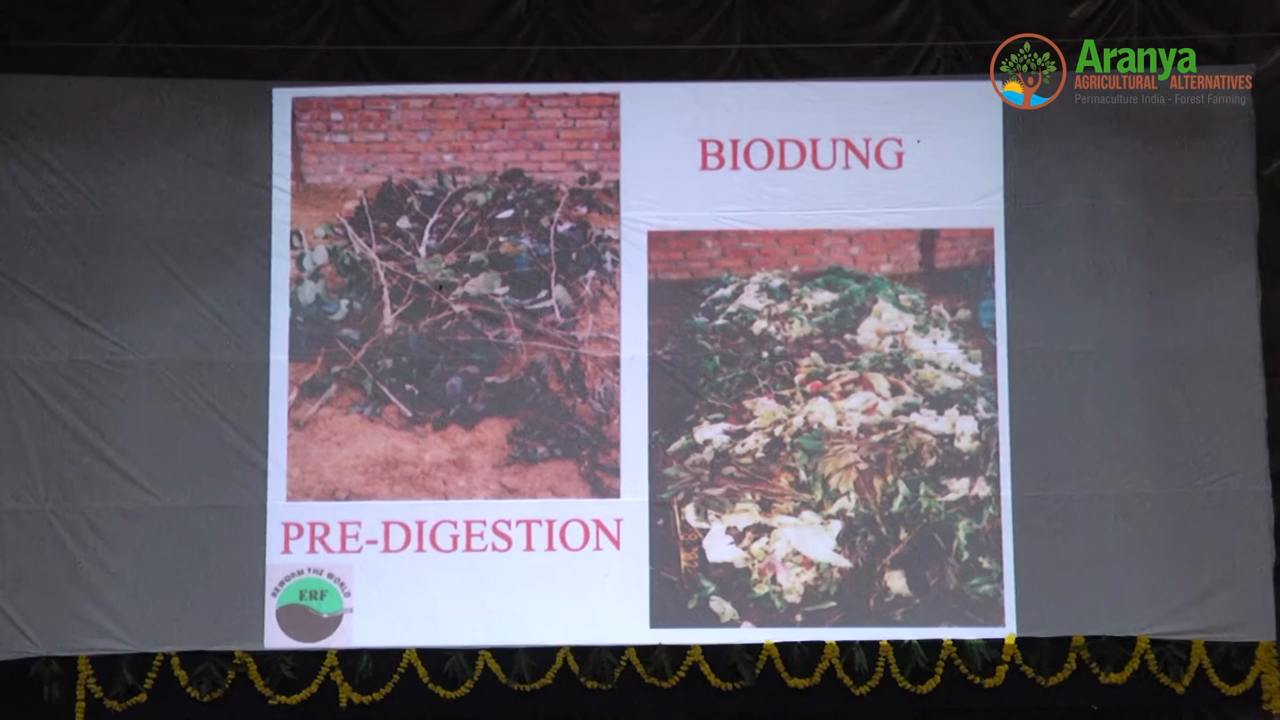 Aranya
AGRICULTURAL ALTERNATIVES
Permaculture India - Forest Farming
BIODUNG
PRE-DIGESTION
REWORM THE WORLD
ERF